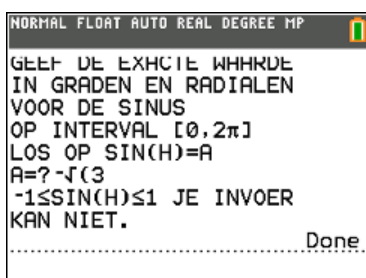 NORMAL FLOAT AUTO REAL DEGREE MP
GEEF DE EXACTE WAARDE
IN GRADEN EN RADIALEN
VOOR DE SINUS
OP INTERVAL [0,2π]
LOS OP SIN(H)=A
A=?-√(3
-1≤SIN(H)≤1 JE INVOER
KAN NIET.
Done